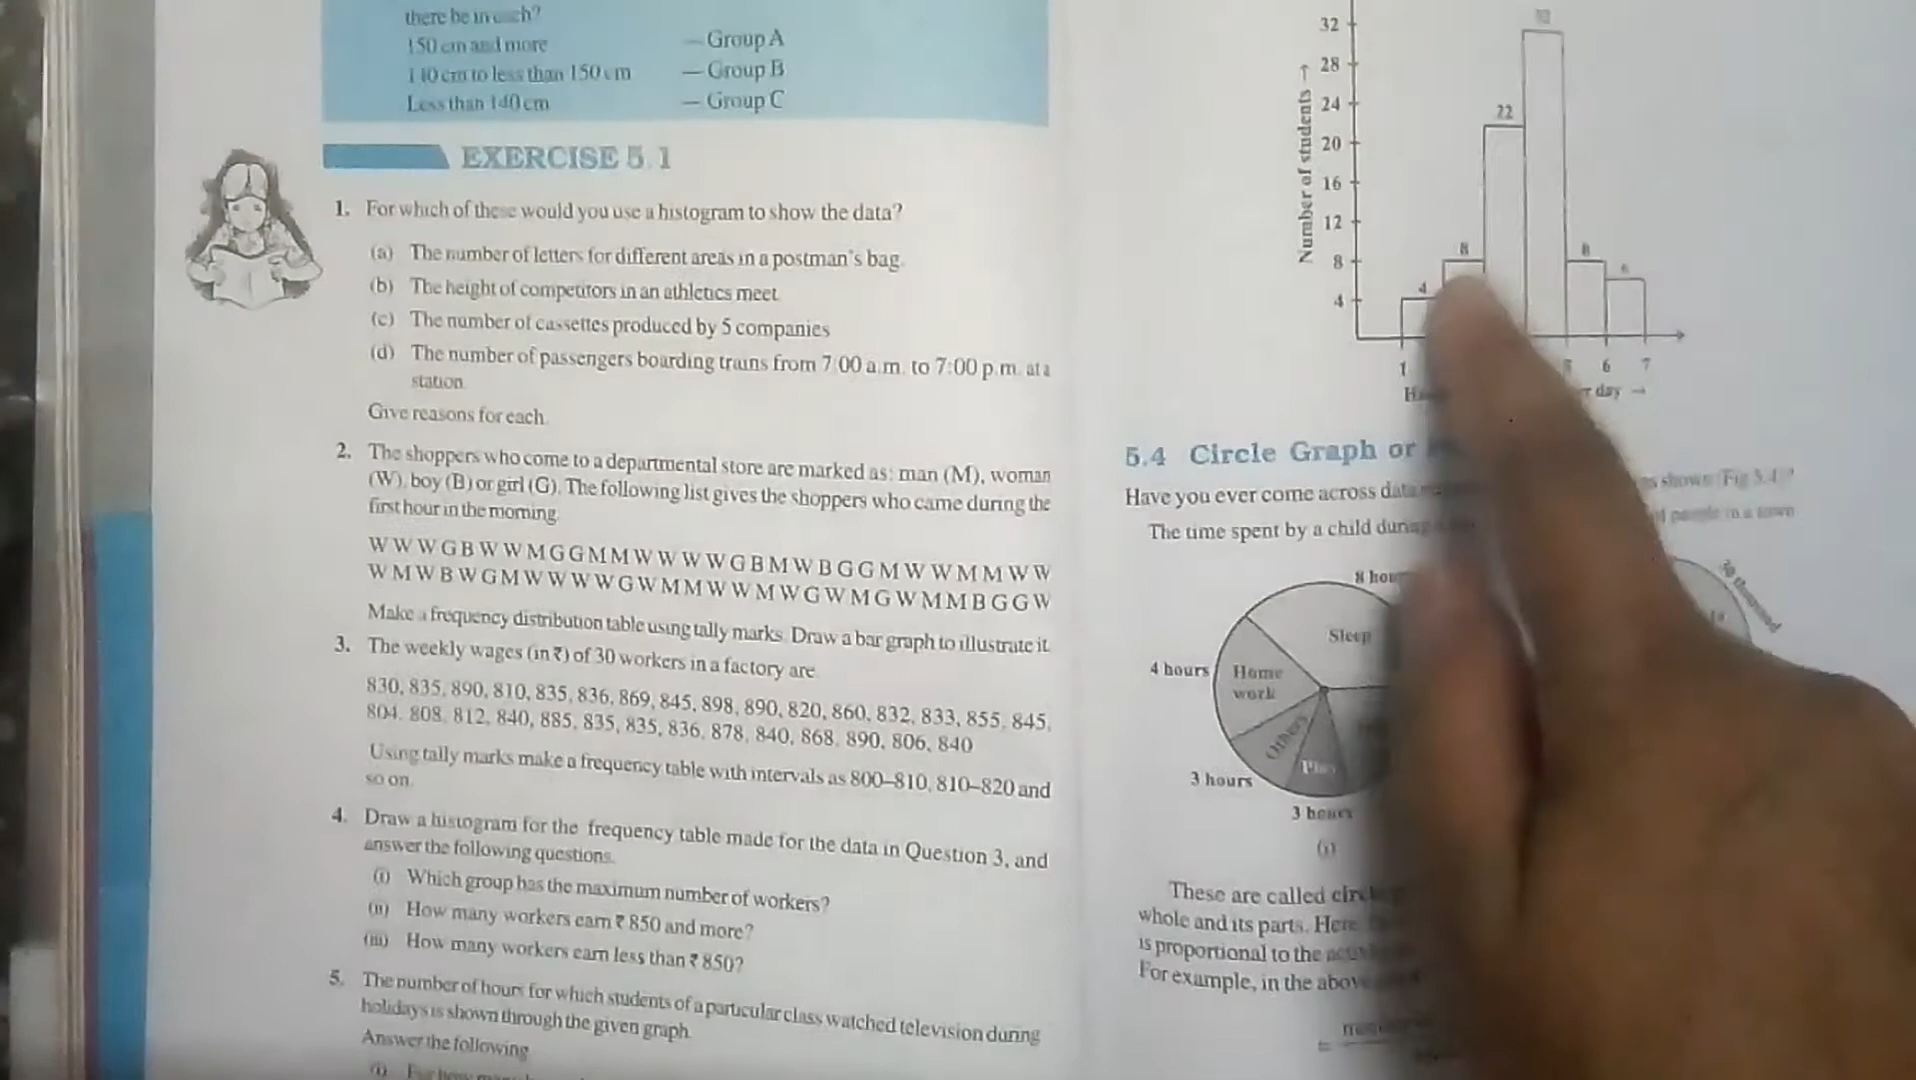 there be in each?
150 cm and more — Group A
140 cm to less than 150 cm — Group B
Less than 140 cm — Group C
EXERCISE 5.1
1. For which of these would you use a histogram to show the data?
(a) The number of letters for different areas in a postman's bag.
(b) The height of competitors in an athletics meet.
(c) The number of cassettes produced by 5 companies
(d) The number of passengers boarding trains from 7:00 a.m. to 7:00 p.m. at a
station.
Give reasons for each.
2. The shoppers who come to a departmental store are marked as: man (M), woman
(W), boy (B) or girl (G). The following list gives the shoppers who came during the
first hour in the morning.
W W W G B W W M G G M M W W W W G B M W B G G M W W M M W W
W M W B W G M W W W W G W M M W W M W G W M G W M M B G G W
Make a frequency distribution table using tally marks. Draw a bar graph to illustrate it.
3. The weekly wages (in ₹) of 30 workers in a factory are
830, 835, 890, 810, 835, 836, 869, 845, 898, 890, 820, 860, 832, 833, 855, 845,
804, 808, 812, 840, 885, 835, 835, 836, 878, 840, 868, 890, 806, 840
Using tally marks make a frequency table with intervals as 800–810, 810–820 and
so on.
4. Draw a histogram for the frequency table made for the data in Question 3, and
answer the following questions.
(i) Which group has the maximum number of workers?
(ii) How many workers earn ₹ 850 and more?
(iii) How many workers earn less than ₹ 850?
5. The number of hours for which students of a particular class watched television during
holidays is shown through the given graph.
Answer the following
(i) For how many
32
28
24
20
16
12
8
4
Number of students →
4
8
22
32
8
6
1 6 7
day →
5.4 Circle Graph or
Have you ever come across data as shown (Fig 5.4)?
The time spent by a child during of people in a town
8 hou
Sleep
4 hours
Home
work
Others
Play
3 hours
3 hours
(i)
These are called circle
whole and its parts. Here
is proportional to the
For example, in the above